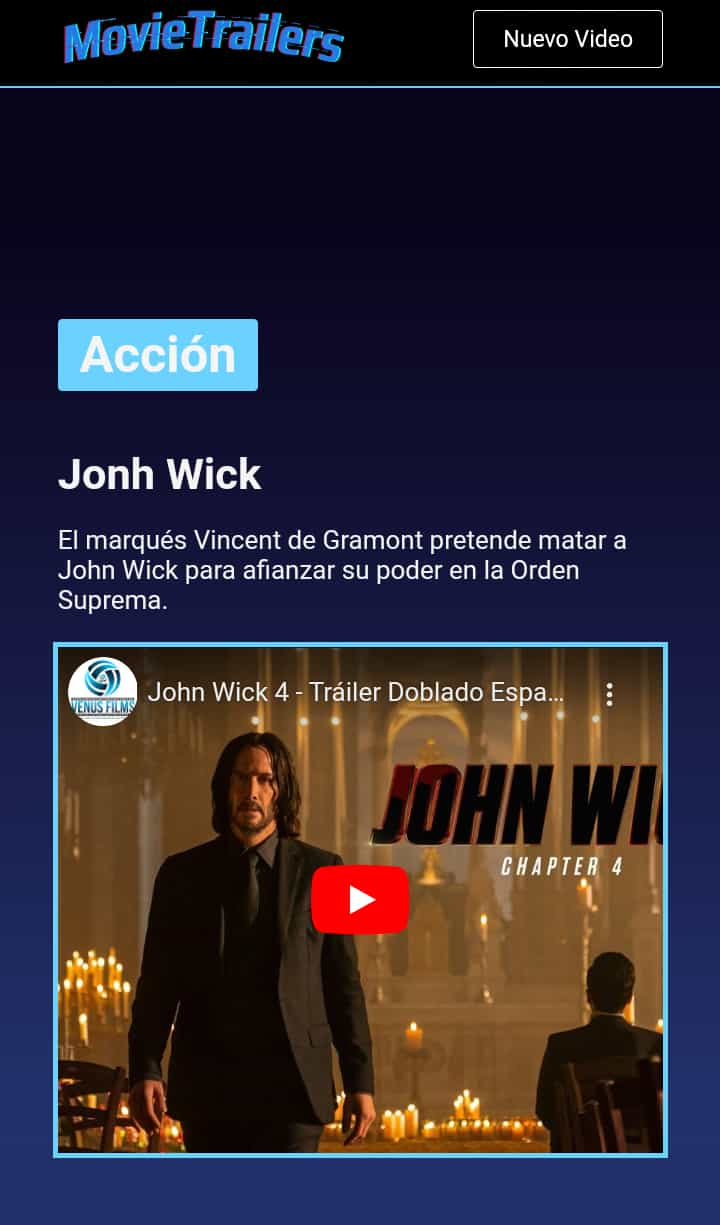 MovieTrailers
Nuevo Video
Acción
Jonh Wick
El marqués Vincent de Gramont pretende matar a
John Wick para afianzar su poder en la Orden
Suprema.
VENUS FILMS
John Wick 4 - Tráiler Doblado Espa...
JOHN WI
CHAPTER 4